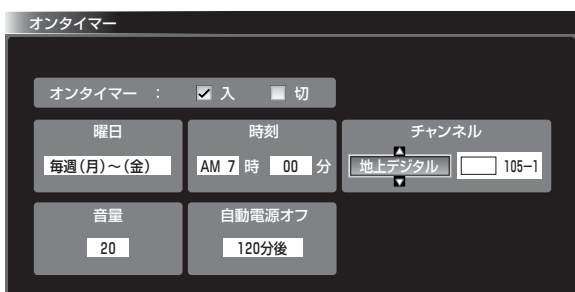 オンタイマー
オンタイマー : 入 切
曜日 時刻 チャンネル
毎週(月)〜(金) AM 7 時 00 分 地上デジタル 105−1
音量 自動電源オフ
20 120分後